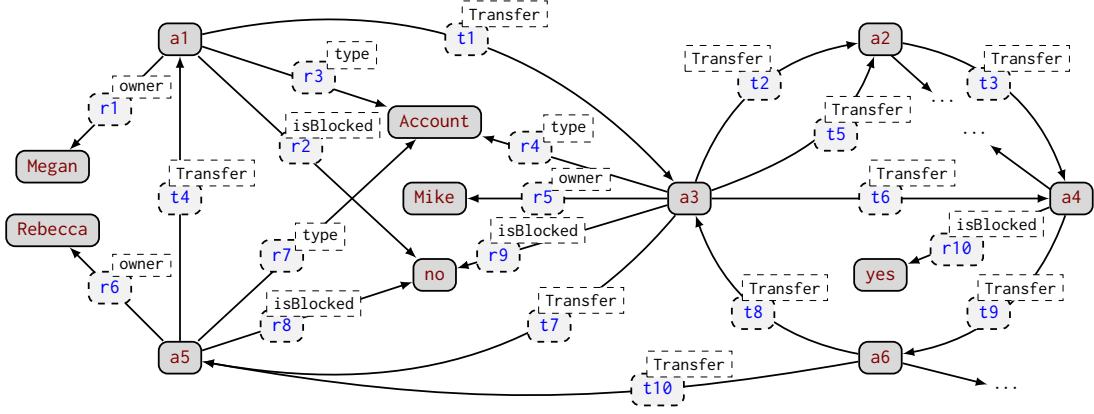 Transfer
a1
t1
a2
type
r3
Transfer
t2
Transfer
t3
owner
r1
...
Transfer
t5
Account
isBlocked
r2
type
r4
...
Megan
Transfer
t4
owner
r5
Transfer
t6
Mike
a3
a4
Rebecca
isBlocked
r9
isBlocked
r10
type
r7
owner
r6
no
yes
isBlocked
r8
Transfer
t7
Transfer
t8
Transfer
t9
a5
a6
Transfer
t10
...